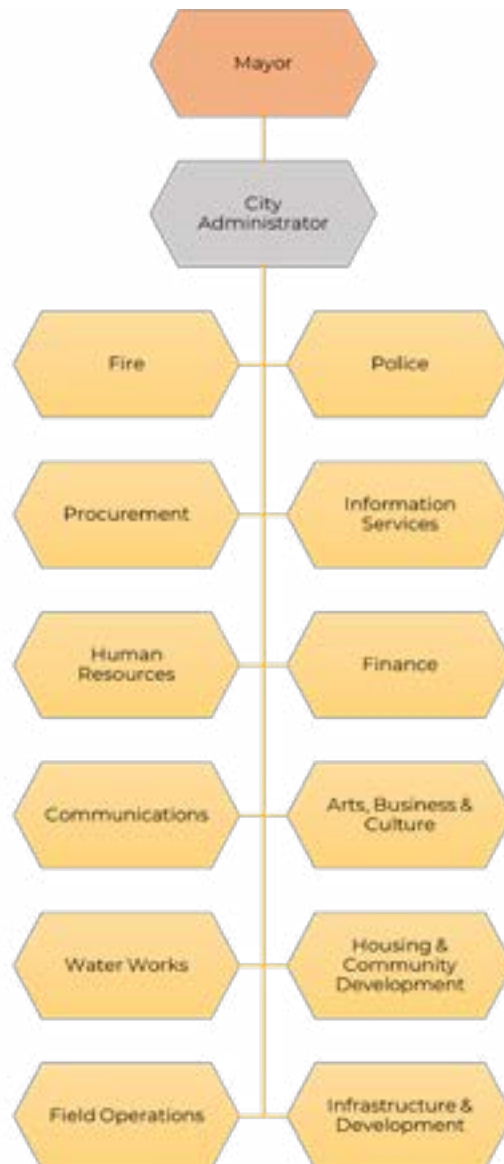 Mayor
City
Administrator
Fire
Police
Procurement
Information
Services
Human
Resources
Finance
Communications
Arts, Business &
Culture
Water Works
Housing &
Community
Development
Field Operations
Infrastructure &
Development